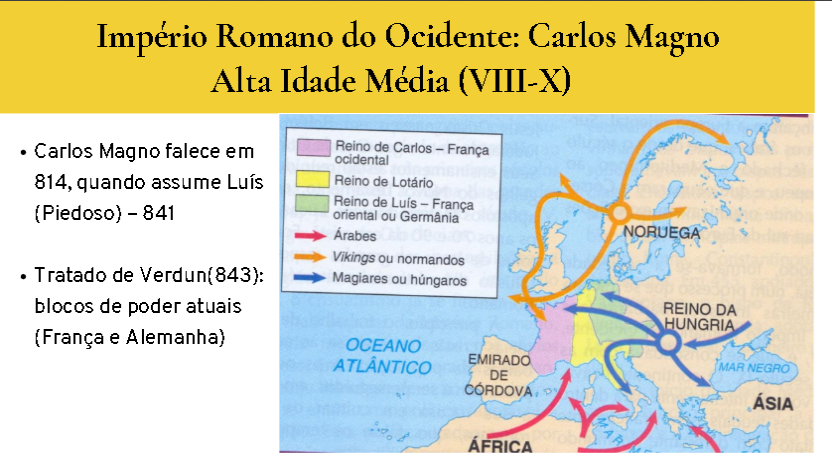 Império Romano do Ocidente: Carlos Magno
Alta Idade Média (VIII-X)
• Carlos Magno falece em
814, quando assume Luís
(Piedoso) – 841
• Tratado de Verdun(843):
blocos de poder atuais
(França e Alemanha)
Reino de Carlos – França
ocidental
Reino de Lotário
Reino de Luís – França
oriental ou Germânia
Árabes
Vikings ou normandos
Magiares ou húngaros
NORUEGA
REINO DA
HUNGRIA
OCEANO
ATLÂNTICO
EMIRADO
DE
CÓRDOVA
MAR NEGRO
ÁSIA
ÁFRICA